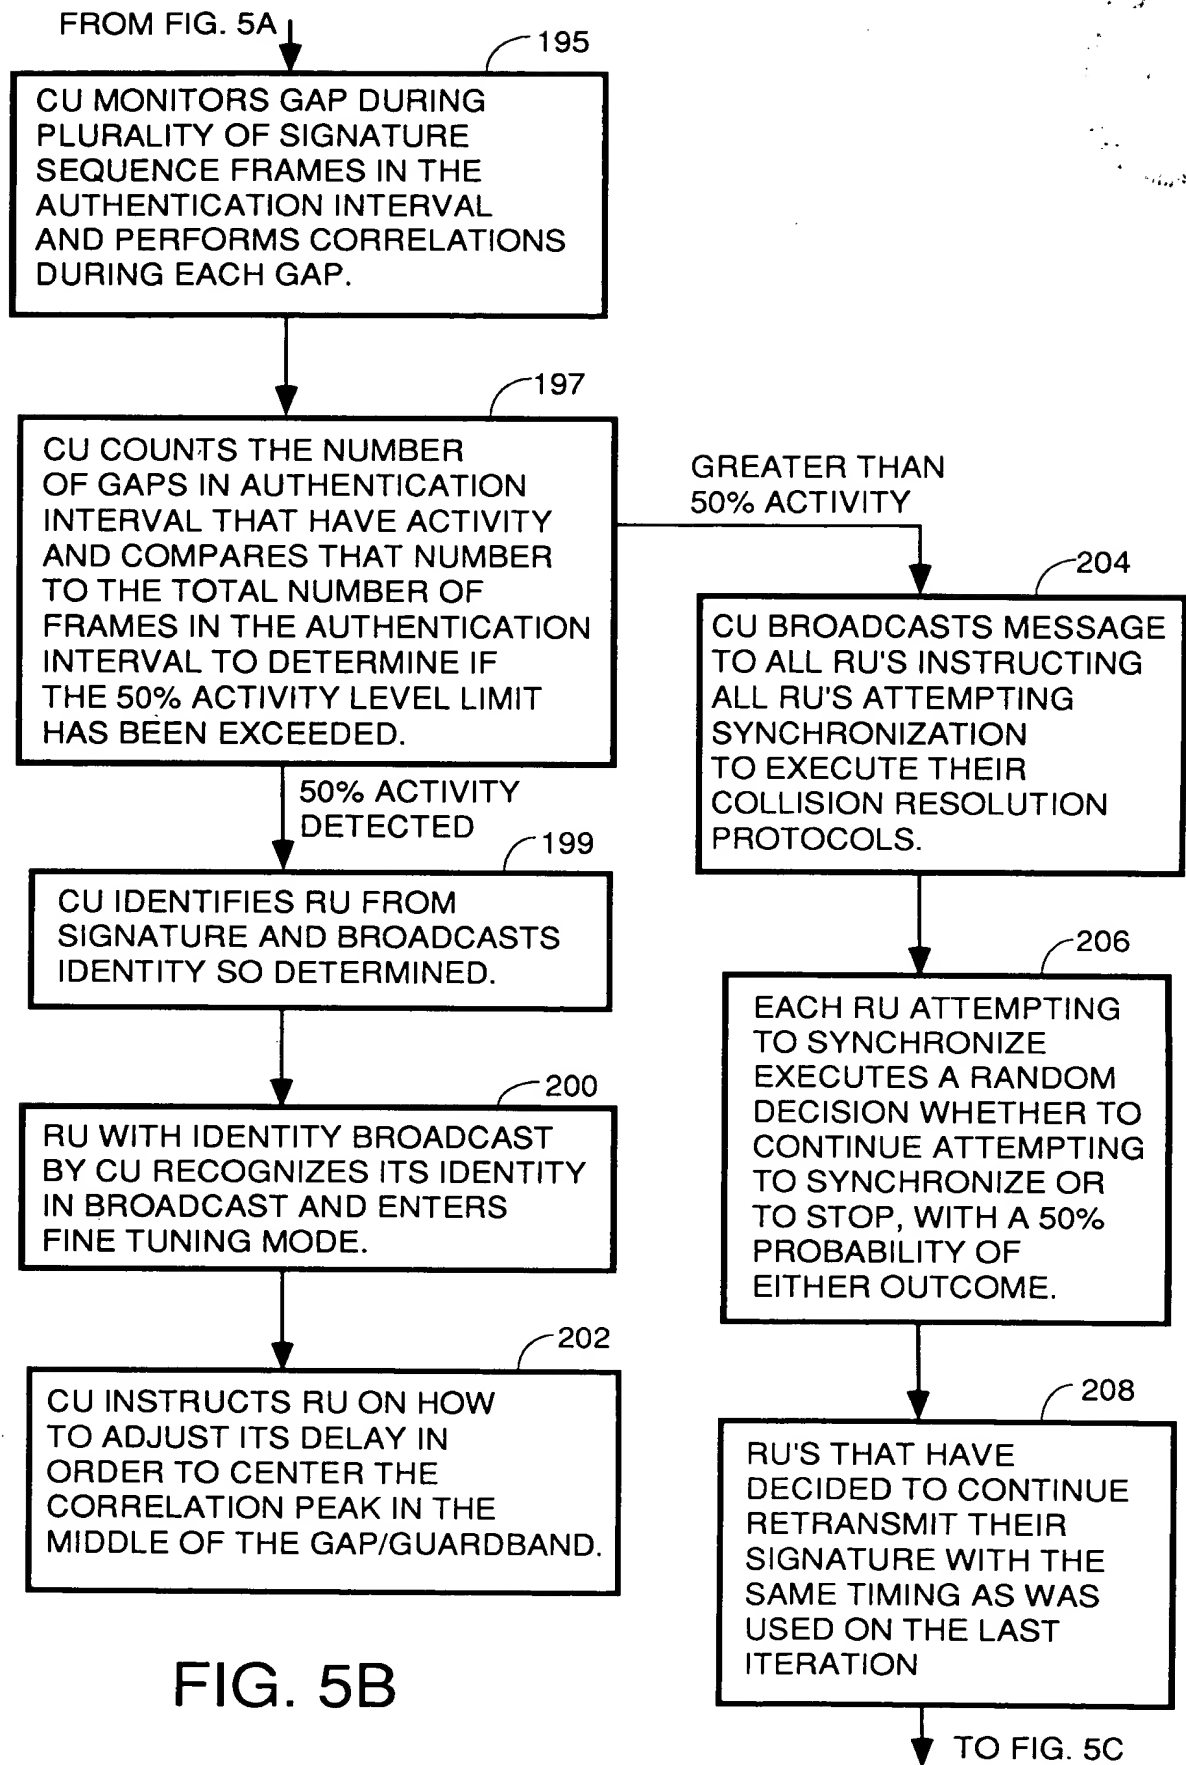 FROM FIG. 5A
195
CU MONITORS GAP DURING
PLURALITY OF SIGNATURE
SEQUENCE FRAMES IN THE
AUTHENTICATION INTERVAL
AND PERFORMS CORRELATIONS
DURING EACH GAP.
197
CU COUNTS THE NUMBER
OF GAPS IN AUTHENTICATION
INTERVAL THAT HAVE ACTIVITY
AND COMPARES THAT NUMBER
TO THE TOTAL NUMBER OF
FRAMES IN THE AUTHENTICATION
INTERVAL TO DETERMINE IF
THE 50% ACTIVITY LEVEL LIMIT
HAS BEEN EXCEEDED.
GREATER THAN
50% ACTIVITY
50% ACTIVITY
DETECTED
199
CU IDENTIFIES RU FROM
SIGNATURE AND BROADCASTS
IDENTITY SO DETERMINED.
200
RU WITH IDENTITY BROADCAST
BY CU RECOGNIZES ITS IDENTITY
IN BROADCAST AND ENTERS
FINE TUNING MODE.
202
CU INSTRUCTS RU ON HOW
TO ADJUST ITS DELAY IN
ORDER TO CENTER THE
CORRELATION PEAK IN THE
MIDDLE OF THE GAP/GUARDBAND.
204
CU BROADCASTS MESSAGE
TO ALL RU'S INSTRUCTING
ALL RU'S ATTEMPTING
SYNCHRONIZATION
TO EXECUTE THEIR
COLLISION RESOLUTION
PROTOCOLS.
206
EACH RU ATTEMPTING
TO SYNCHRONIZE
EXECUTES A RANDOM
DECISION WHETHER TO
CONTINUE ATTEMPTING
TO SYNCHRONIZE OR
TO STOP, WITH A 50%
PROBABILITY OF
EITHER OUTCOME.
208
RU'S THAT HAVE
DECIDED TO CONTINUE
RETRANSMIT THEIR
SIGNATURE WITH THE
SAME TIMING AS WAS
USED ON THE LAST
ITERATION
TO FIG. 5C
FIG. 5B